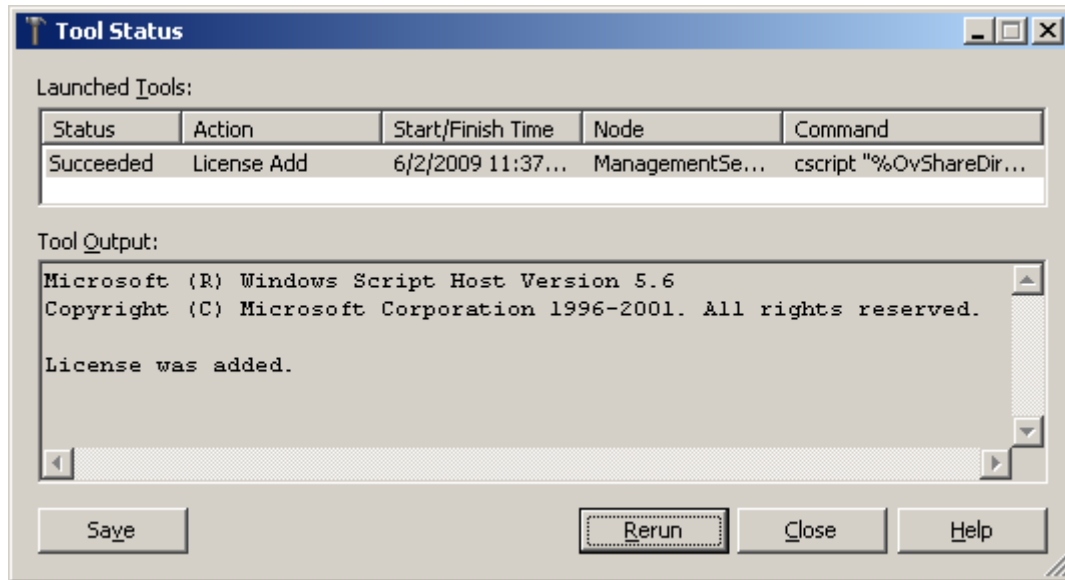 Tool Status
Launched Tools:
Status Action Start/Finish Time Node Command
Succeeded License Add 6/2/2009 11:37... ManagementSe... cscript "%OvShareDir...
Tool Output:
Microsoft (R) Windows Script Host Version 5.6
Copyright (C) Microsoft Corporation 1996-2001. All rights reserved.
License was added.
Save Rerun Close Help